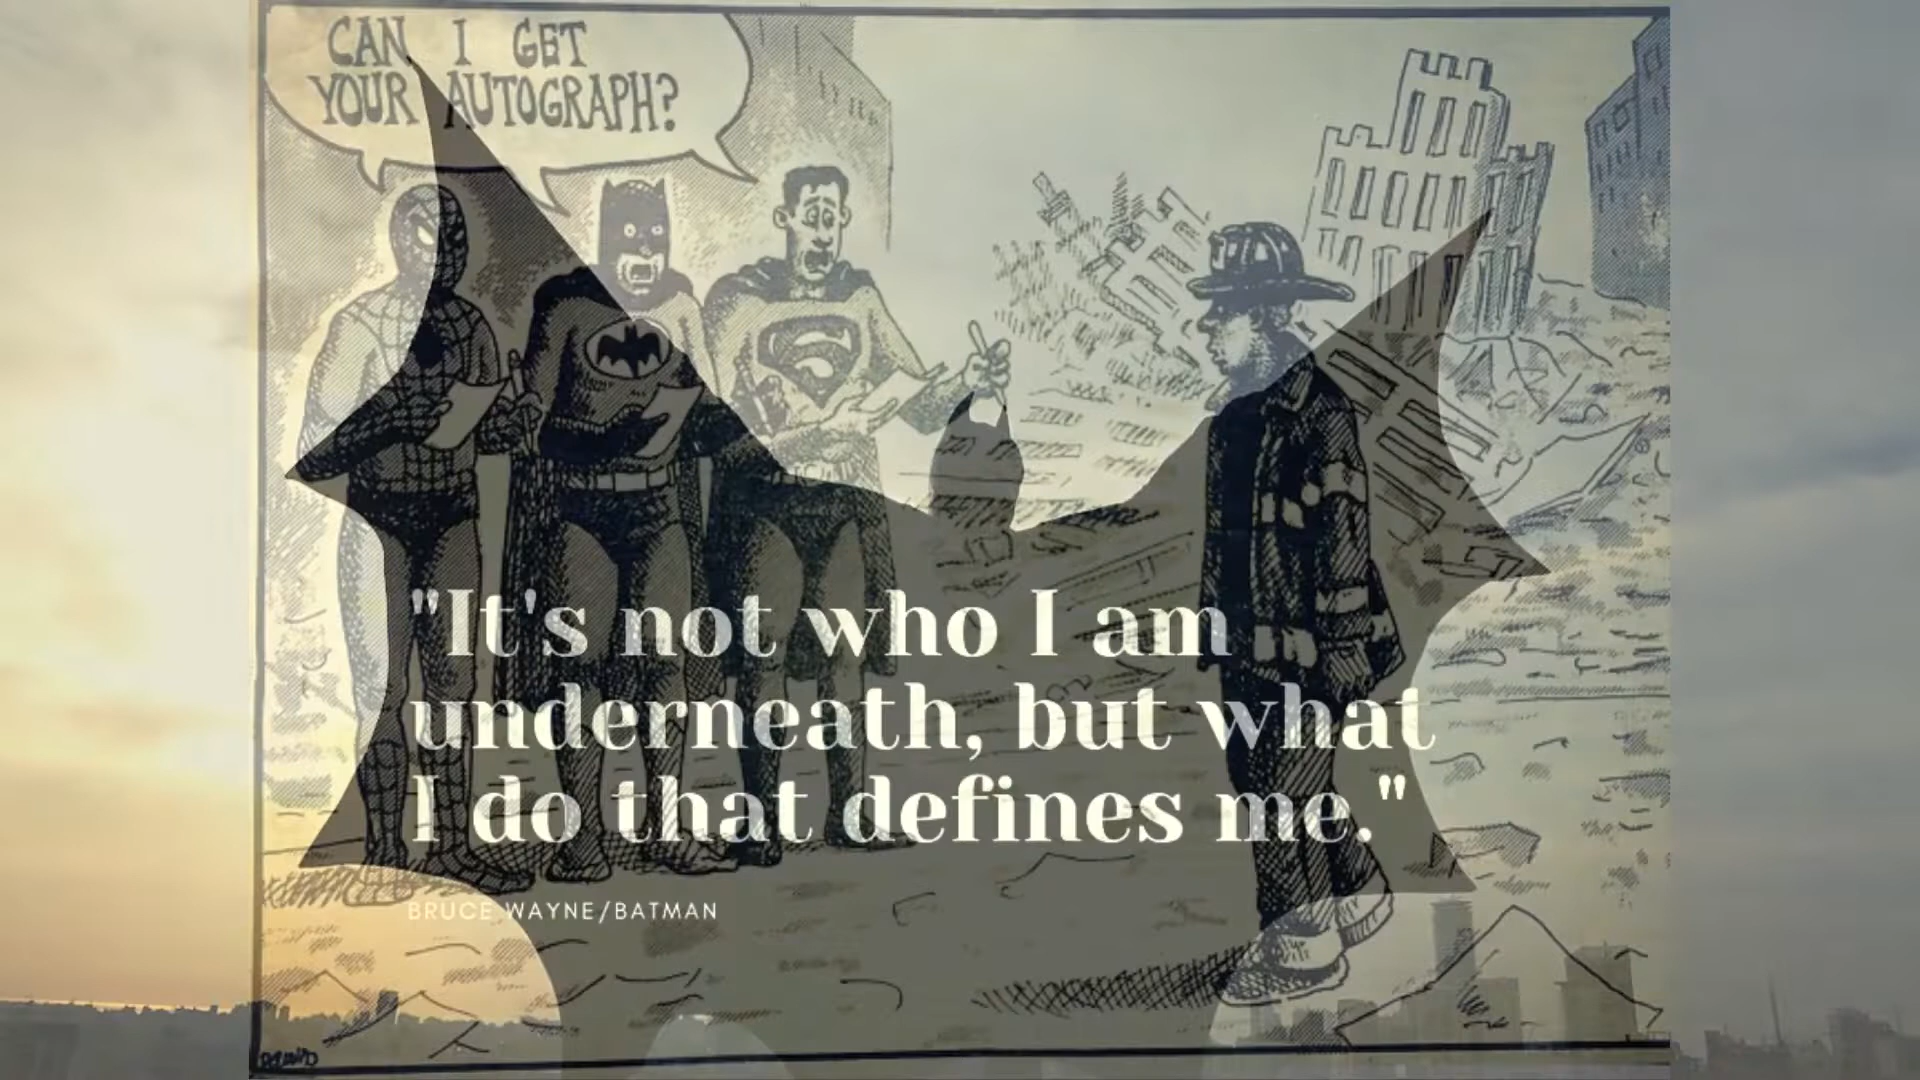 CAN I GET
YOUR AUTOGRAPH?
"It's not who I am
underneath, but what
I do that defines me."
BRUCE WAYNE/BATMAN